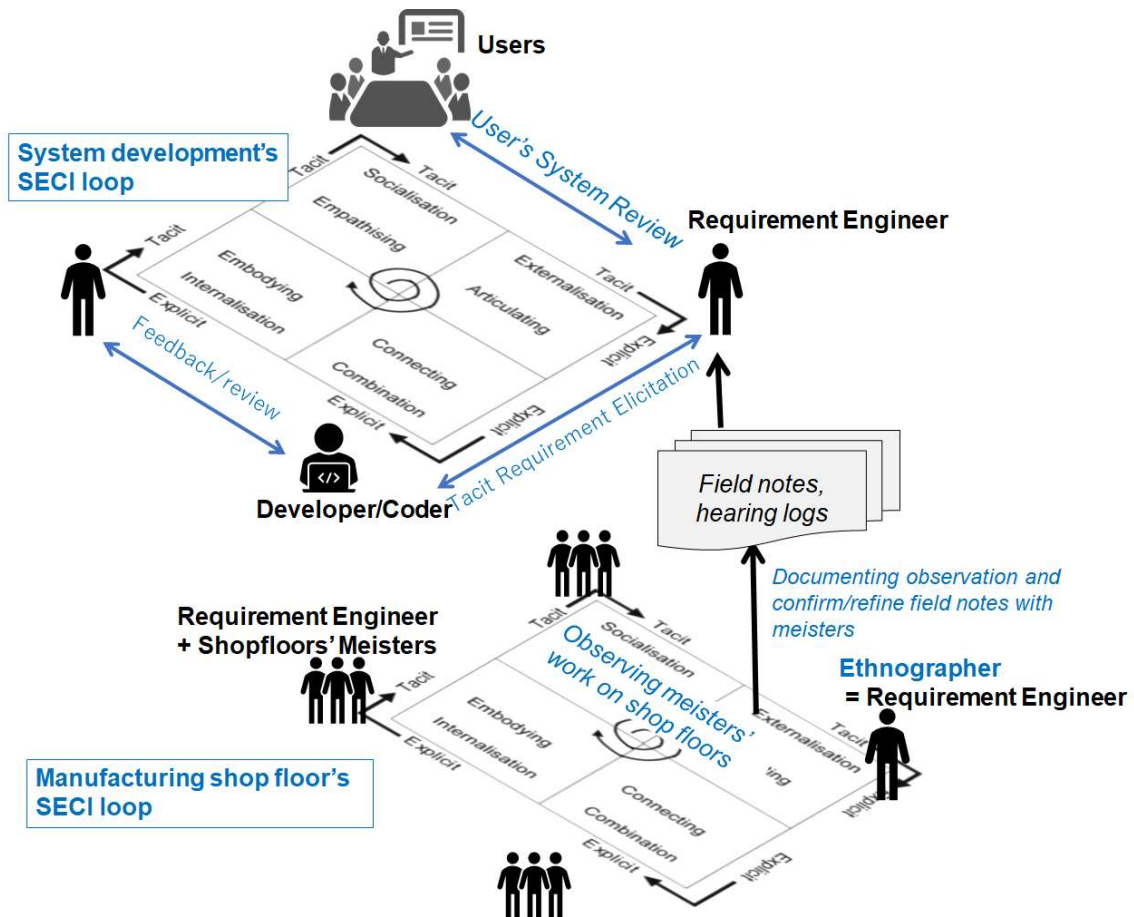 Users
System development's
SECI loop
User's System Review
Requirement Engineer
Tacit
Tacit
Socialisation
Empathising
Tacit
Embodying
Internalisation
Explicit
Tacit
Externalisation
Articulating
Explicit
Connecting
Combination
Explicit
Explicit
Feedback/review
Tacit Requirement Elicitation
Developer/Coder
Field notes,
hearing logs
Documenting observation and
confirm/refine field notes with
meisters
Requirement Engineer
+ Shopfloors' Meisters
Ethnographer
= Requirement Engineer
Tacit
Tacit
Socialisation
Observing meisters'
work on shop floors
Tacit
Embodying
Internalisation
Explicit
Tacit
Externalisation
'ing
Explicit
Connecting
Combination
Explicit
Explicit
Manufacturing shop floor's
SECI loop